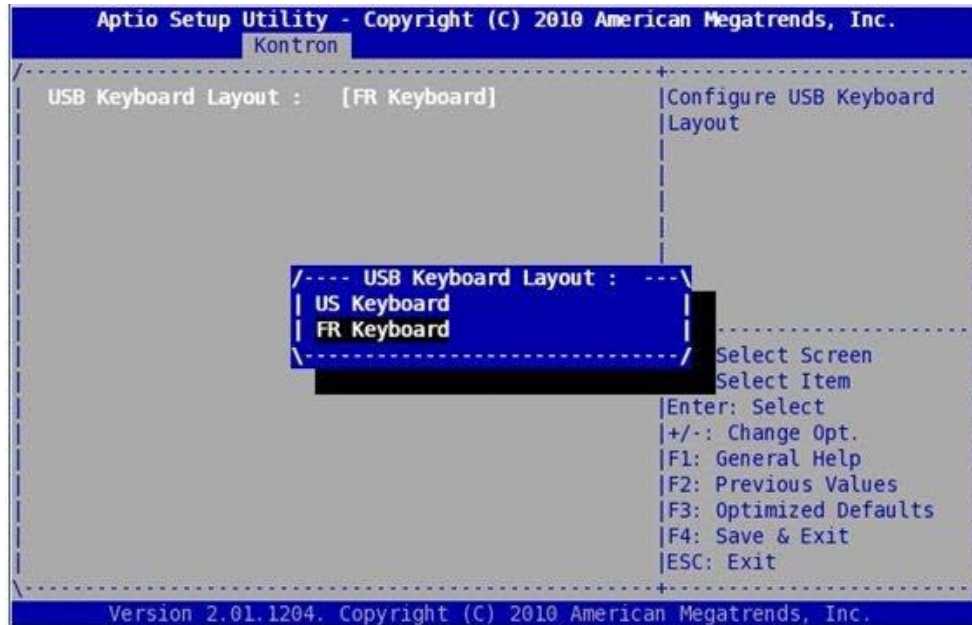 Aptio Setup Utility - Copyright (C) 2010 American Megatrends, Inc.
Kontron
USB Keyboard Layout : [FR Keyboard]
Configure USB Keyboard
Layout
USB Keyboard Layout :
US Keyboard
FR Keyboard
Select Screen
Select Item
Enter: Select
+/-: Change Opt.
F1: General Help
F2: Previous Values
F3: Optimized Defaults
F4: Save & Exit
ESC: Exit
Version 2.01.1204. Copyright (C) 2010 American Megatrends, Inc.